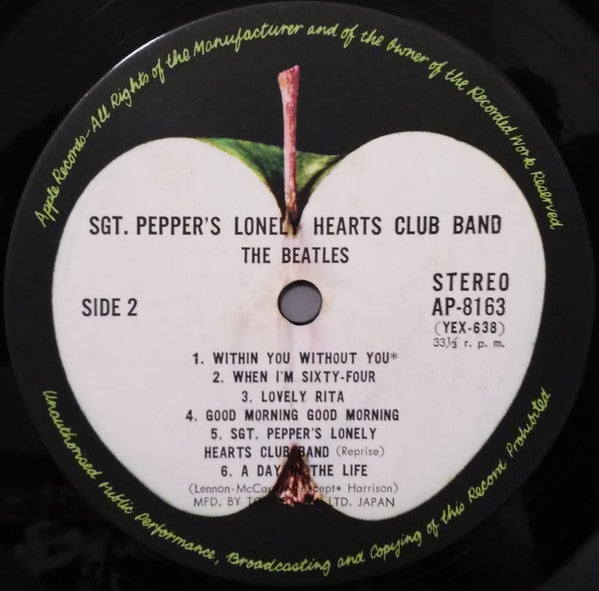 Apple Records-All Rights of the Manufacturer and of the Owner of the Recorded Work Reserved
SGT. PEPPER'S LONELY HEARTS CLUB BAND
THE BEATLES
SIDE 2
STEREO
AP-8163
(YEX-638)
33⅓ r. p. m.
1. WITHIN YOU WITHOUT YOU*
2. WHEN I'M SIXTY-FOUR
3. LOVELY RITA
4. GOOD MORNING GOOD MORNING
5. SGT. PEPPER'S LONELY
HEARTS CLUB BAND (Reprise)
6. A DAY IN THE LIFE
(Lennon-McCartney except* Harrison)
MFD. BY LTD. JAPAN
Unauthorised Public Performance, Broadcasting and Copying of this Record Prohibited